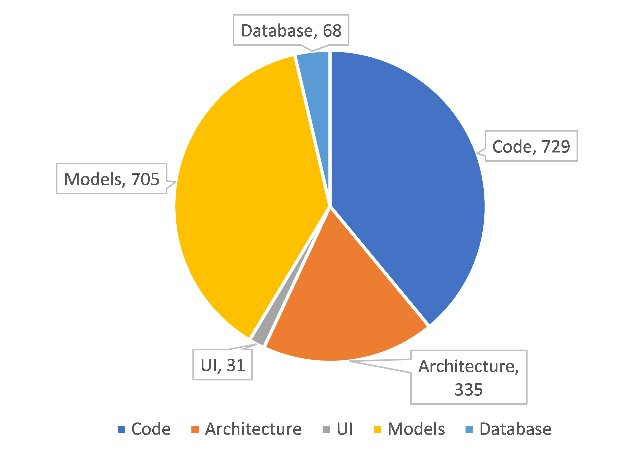 Database, 68
Code, 729
Models, 705
UI, 31
Architecture,
335
Code Architecture UI Models Database